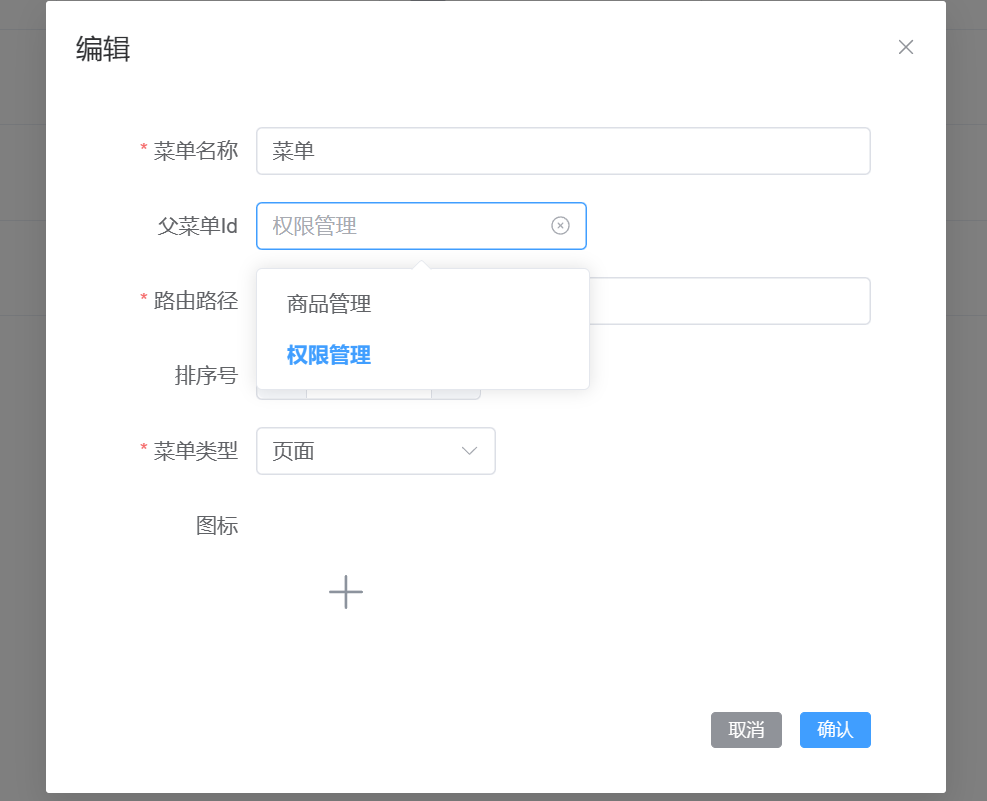 编辑
* 菜单名称 菜单
父菜单Id 权限管理
* 路由路径
商品管理
权限管理
排序号
* 菜单类型 页面
图标
取消 确认